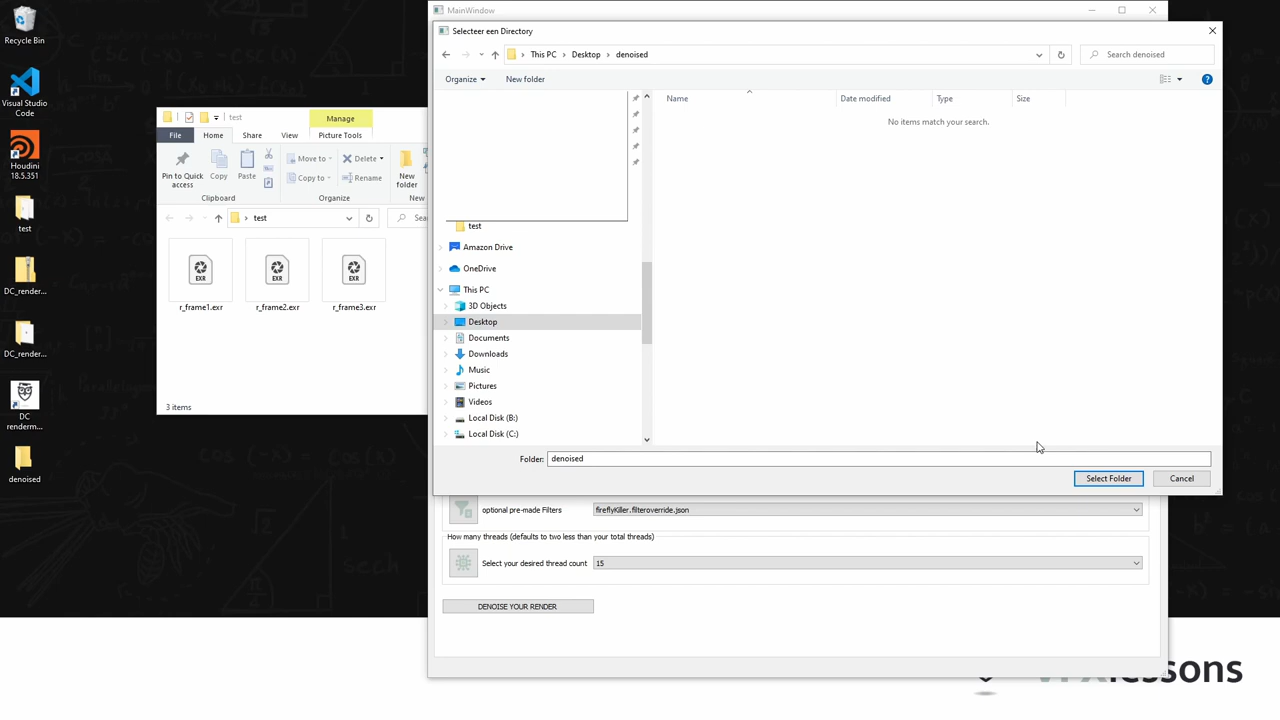 Recycle Bin
Visual Studio
Code
Houdini
18.5.351
test
DC_render...
DC_render...
DC
renderm...
denoised
test
Manage
File
Home
Share
View
Picture Tools
Pin to Quick
access
Copy
Paste
Move to
Copy to
Delete
Rename
New
folder
Clipboard
Organize
New
test
Sea
EXR
EXR
EXR
r_frame1.exr
r_frame2.exr
r_frame3.exr
3 items
MainWindow
Selecteer een Directory
This PC
Desktop
denoised
Search denoised
Organize
New folder
Name
Date modified
Type
Size
No items match your search.
test
Amazon Drive
OneDrive
This PC
3D Objects
Desktop
Documents
Downloads
Music
Pictures
Videos
Local Disk (B:)
Local Disk (C:)
Folder:
denoised
Select Folder
Cancel
optional pre-made Filters
fireflyKiller.filteroverride.json
How many threads (defaults to two less than your total threads)
Select your desired thread count
15
DENOISE YOUR RENDER
lessons